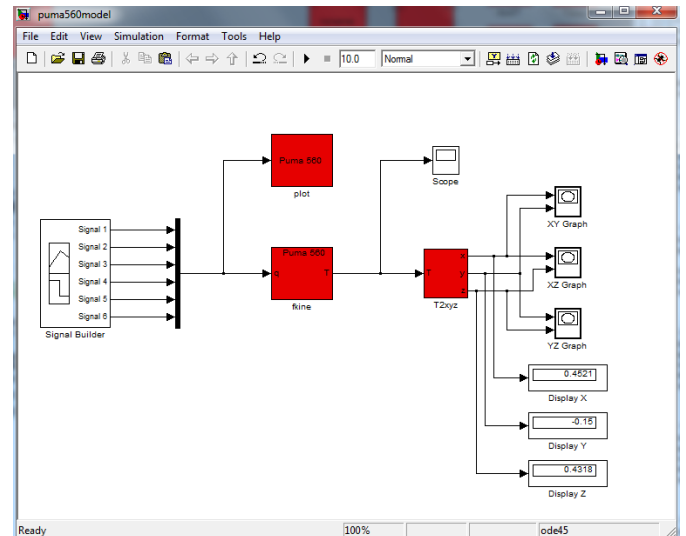 puma560model
File Edit View Simulation Format Tools Help
10.0 Normal
Puma 560
plot
Scope
Signal 1
Signal 2
Signal 3
Signal 4
Signal 5
Signal 6
Signal Builder
Puma 560
q T
fkine
T x
y
z
T2xyz
XY Graph
XZ Graph
YZ Graph
0.4521
Display X
-0.15
Display Y
0.4318
Display Z
Ready 100% ode45